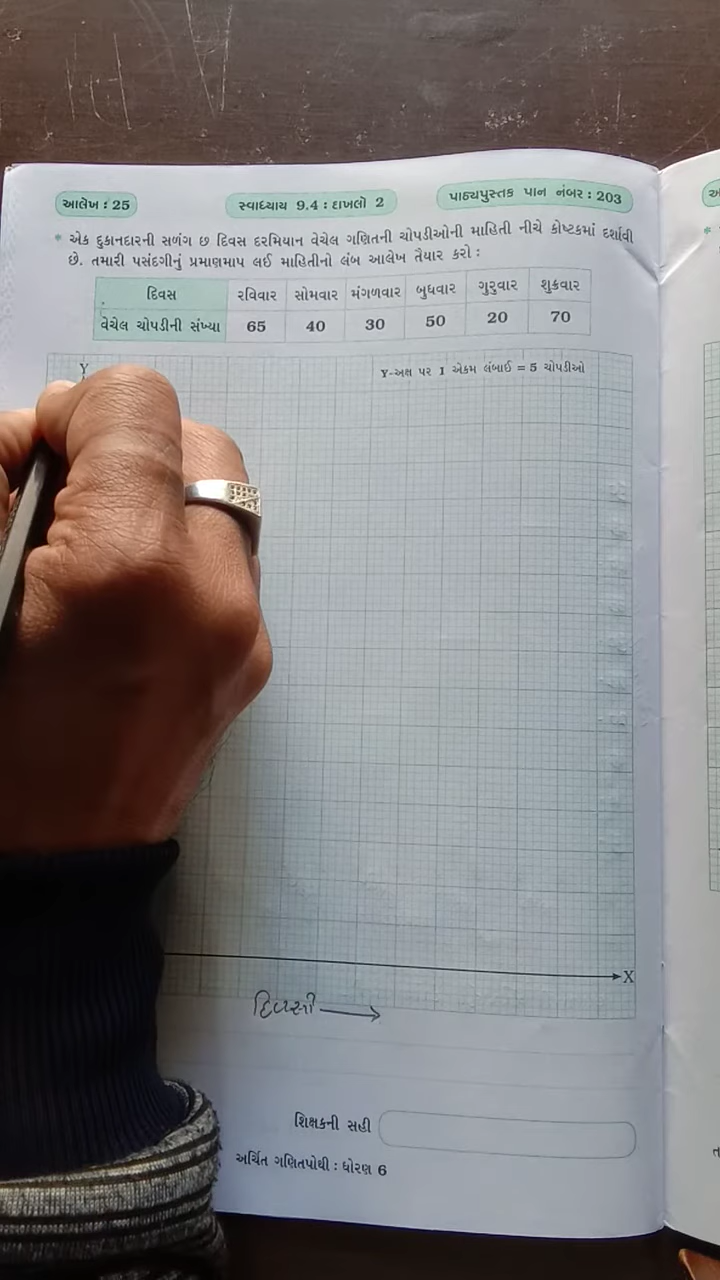 આલેખ : 25
સ્વાધ્યાય 9.4 : દાખલો 2
પાઠ્યપુસ્તક પાન નંબર : 203
* એક દુકાનદારની સળંગ છ દિવસ દરમિયાન વેચેલ ગણિતની ચોપડીઓની માહિતી નીચે કોષ્ટકમાં દર્શાવી
છે. તમારી પસંદગીનું પ્રમાણમાપ લઈ માહિતીનો લંબ આલેખ તૈયાર કરો :
દિવસ રવિવાર સોમવાર મંગળવાર બુધવાર ગુરુવાર શુક્રવાર
વેચેલ ચોપડીની સંખ્યા 65 40 30 50 20 70
Y
Y-અક્ષ પર 1 એકમ લંબાઈ = 5 ચોપડીઓ
X
દિવસો
શિક્ષકની સહી
અર્ચિત ગણિતપોથી : ધોરણ 6